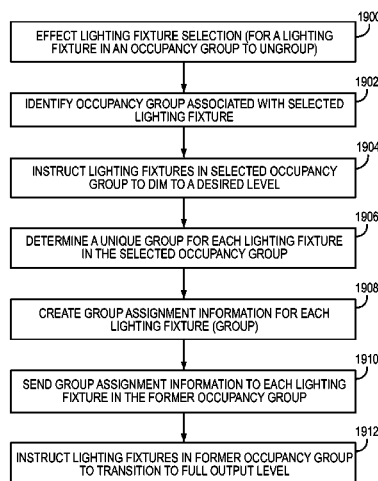 1900
EFFECT LIGHTING FIXTURE SELECTION (FOR A LIGHTING
FIXTURE IN AN OCCUPANCY GROUP TO UNGROUP)
1902
IDENTIFY OCCUPANCY GROUP ASSOCIATED WITH SELECTED
LIGHTING FIXTURE
1904
INSTRUCT LIGHTING FIXTURES IN SELECTED OCCUPANCY
GROUP TO DIM TO A DESIRED LEVEL
1906
DETERMINE A UNIQUE GROUP FOR EACH LIGHTING FIXTURE
IN THE SELECTED OCCUPANCY GROUP
1908
CREATE GROUP ASSIGNMENT INFORMATION FOR EACH
LIGHTING FIXTURE (GROUP)
1910
SEND GROUP ASSIGNMENT INFORMATION TO EACH LIGHTING
FIXTURE IN THE FORMER OCCUPANCY GROUP
1912
INSTRUCT LIGHTING FIXTURES IN FORMER OCCUPANCY GROUP
TO TRANSITION TO FULL OUTPUT LEVEL